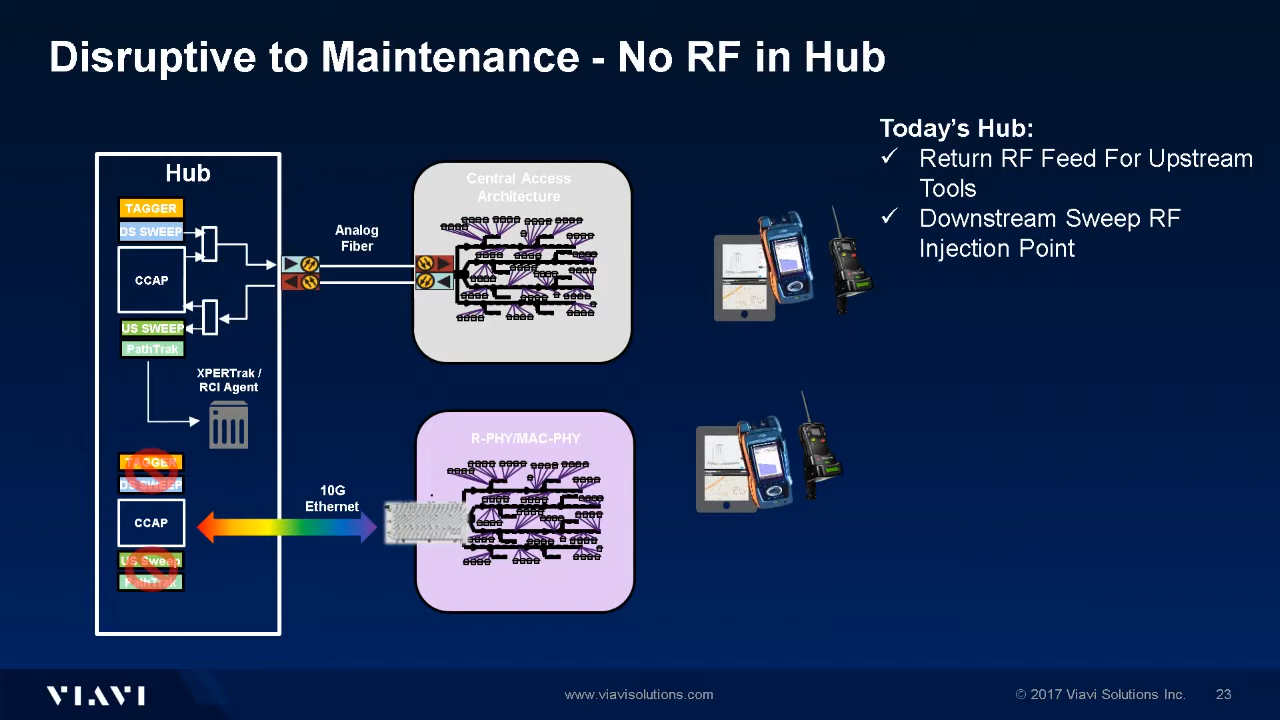 Disruptive to Maintenance - No RF in Hub
Today's Hub:
✓ Return RF Feed For Upstream
Tools
✓ Downstream Sweep RF
Injection Point
Hub
TAGGER
DS SWEEP
CCAP
US SWEEP
PathTrak
XPERTrak /
RCI Agent
Analog
Fiber
Central Access
Architecture
TAGGER
DS SWEEP
CCAP
US Sweep
PathTrak
10G
Ethernet
R-PHY/MAC-PHY
VIAVI
www.viavisolutions.com
© 2017 Viavi Solutions Inc.
23